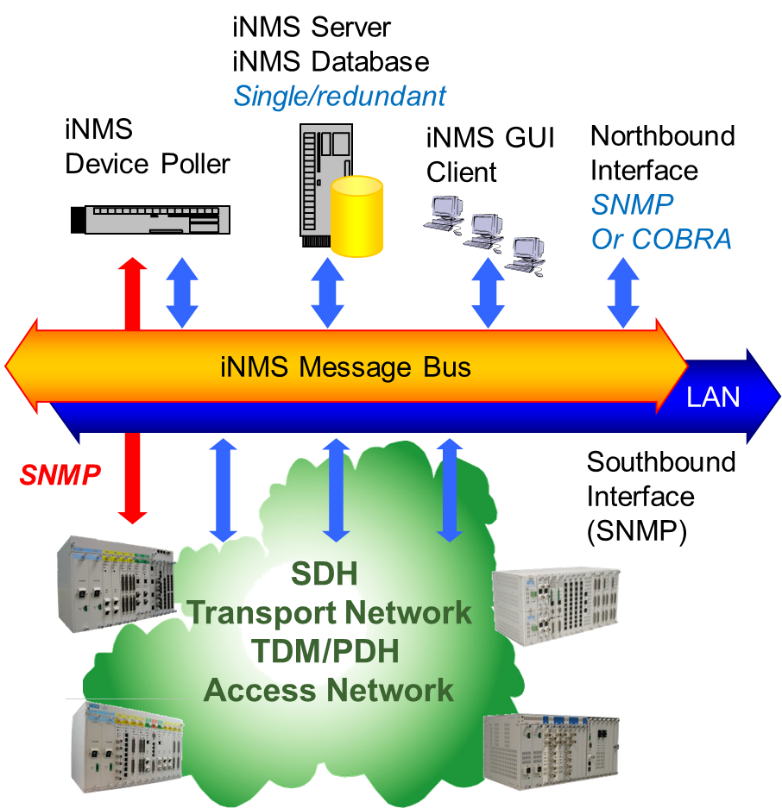 iNMS Server
iNMS Database
Single/redundant
iNMS
Device Poller
iNMS GUI
Client
Northbound
Interface
SNMP
Or COBRA
iNMS Message Bus
LAN
SNMP
Southbound
Interface
(SNMP)
SDH
Transport Network
TDM/PDH
Access Network